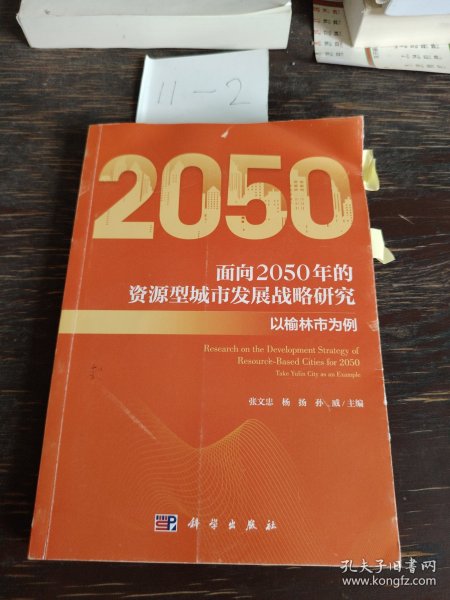 11-2
2050
面向2050年的
资源型城市发展战略研究
以榆林市为例
Research on the Development Strategy of
Resource-Based Cities for 2050
Take Yulin City as an Example
张文忠 杨 扬 孙 威/主编
SP
科学出版社
孔夫子旧书网
www.kongfz.com